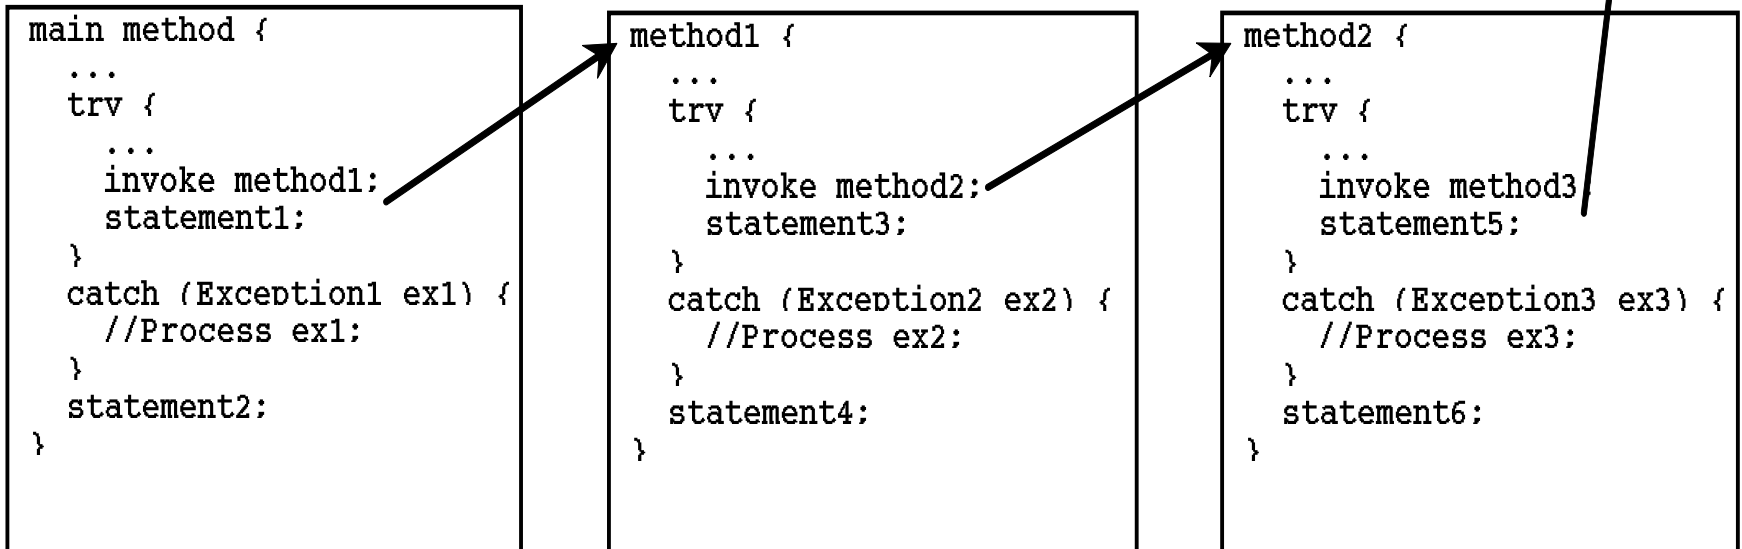 main method {
...
try {
...
invoke method1;
statement1;
}
catch (Exception1 ex1) {
//Process ex1;
}
statement2;
}
method1 {
...
try {
...
invoke method2;
statement3;
}
catch (Exception2 ex2) {
//Process ex2;
}
statement4;
}
method2 {
...
try {
...
invoke method3;
statement5;
}
catch (Exception3 ex3) {
//Process ex3;
}
statement6;
}